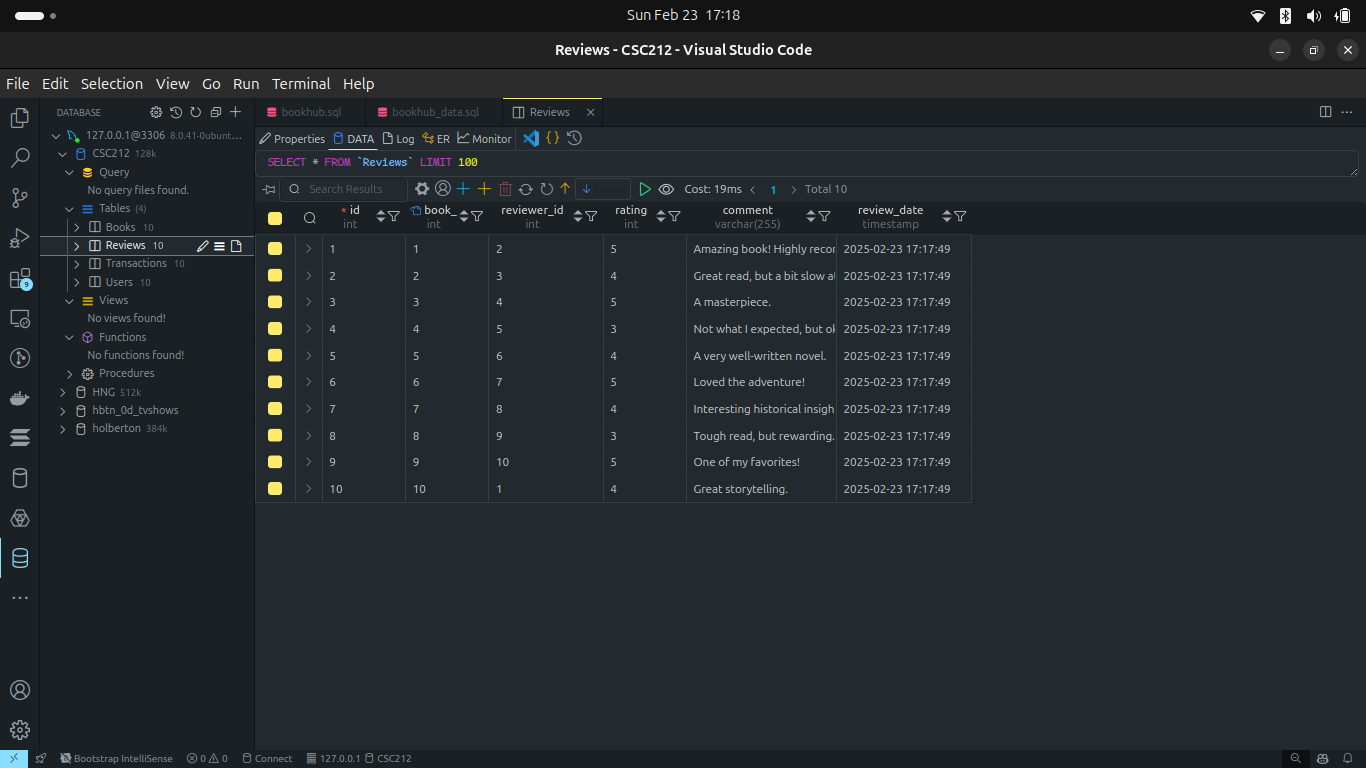 Sun Feb 23 17:18
Reviews - CSC212 - Visual Studio Code
File Edit Selection View Go Run Terminal Help
DATABASE
bookhub.sql bookhub_data.sql Reviews
127.0.0.1@3306 8.0.41-0ubunt...
Properties DATA Log ER Monitor
CSC212 128k
SELECT * FROM `Reviews` LIMIT 100
Query
No query files found.
Search Results Cost: 19ms 1 Total 10
Tables (4)
Books 10
Reviews 10
Transactions 10
Users 10
Views
No views found!
Functions
No functions found!
Procedures
HNG 512k
hbtn_0d_tvshows
holberton 384k
* id book_ reviewer_id rating comment review_date
int int int int varchar(255) timestamp
1 1 2 5 Amazing book! Highly recor 2025-02-23 17:17:49
2 2 3 4 Great read, but a bit slow at 2025-02-23 17:17:49
3 3 4 5 A masterpiece. 2025-02-23 17:17:49
4 4 5 3 Not what I expected, but ok 2025-02-23 17:17:49
5 5 6 4 A very well-written novel. 2025-02-23 17:17:49
6 6 7 5 Loved the adventure! 2025-02-23 17:17:49
7 7 8 4 Interesting historical insigh 2025-02-23 17:17:49
8 8 9 3 Tough read, but rewarding. 2025-02-23 17:17:49
9 9 10 5 One of my favorites! 2025-02-23 17:17:49
10 10 1 4 Great storytelling. 2025-02-23 17:17:49
9
Bootstrap IntelliSense 0 0 Connect 127.0.0.1 CSC212